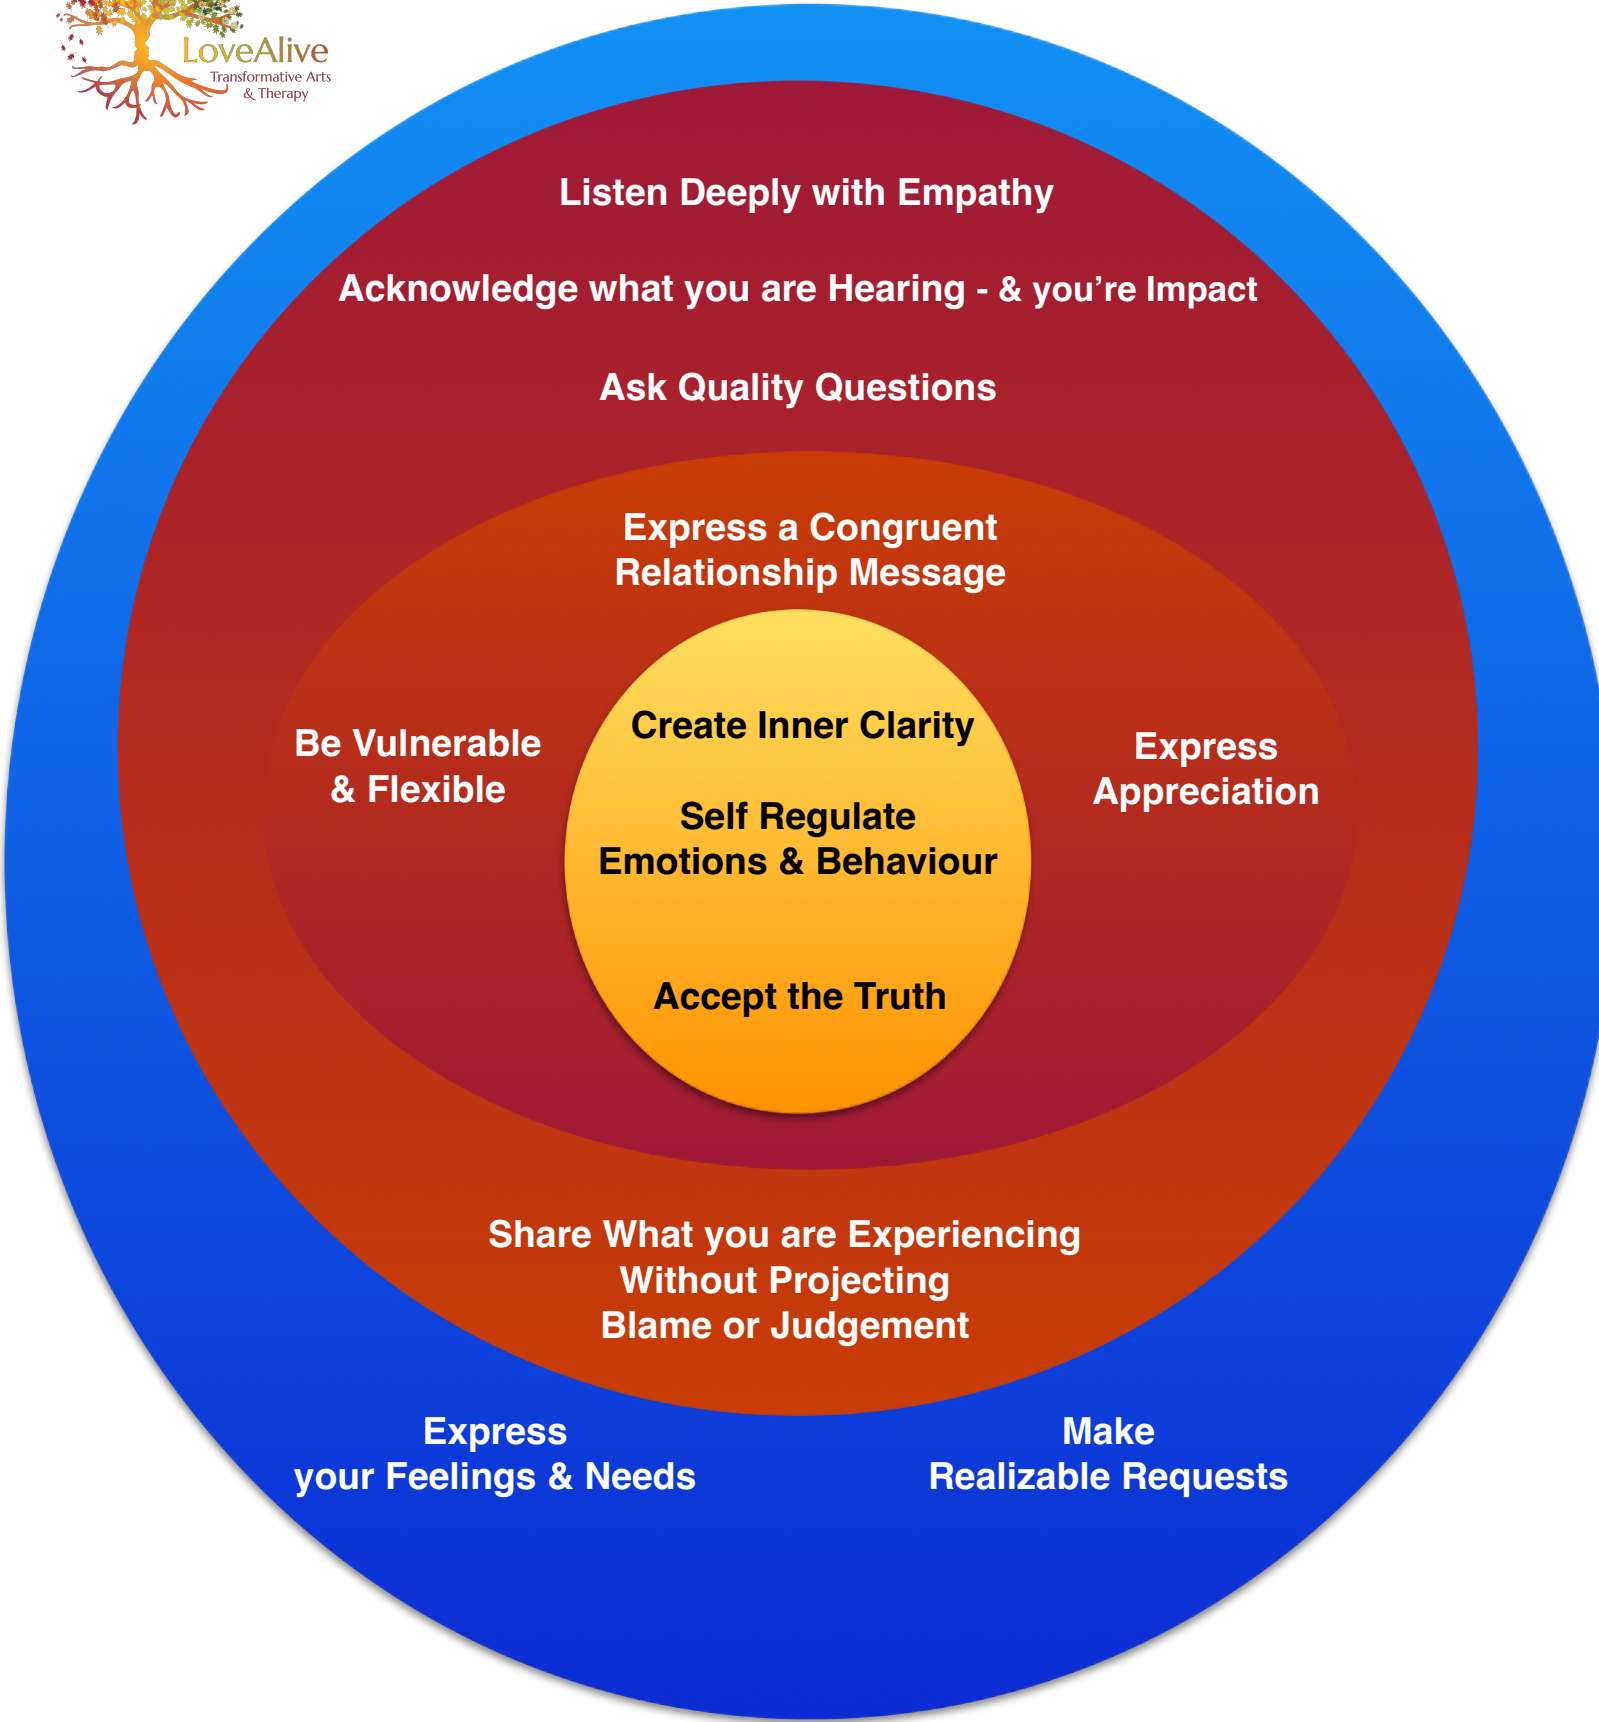 LoveAlive
Transformative Arts
& Therapy
Listen Deeply with Empathy
Acknowledge what you are Hearing - & you’re Impact
Ask Quality Questions
Express a Congruent
Relationship Message
Be Vulnerable
& Flexible
Create Inner Clarity
Self Regulate
Emotions & Behaviour
Accept the Truth
Express
Appreciation
Share What you are Experiencing
Without Projecting
Blame or Judgement
Express
your Feelings & Needs
Make
Realizable Requests